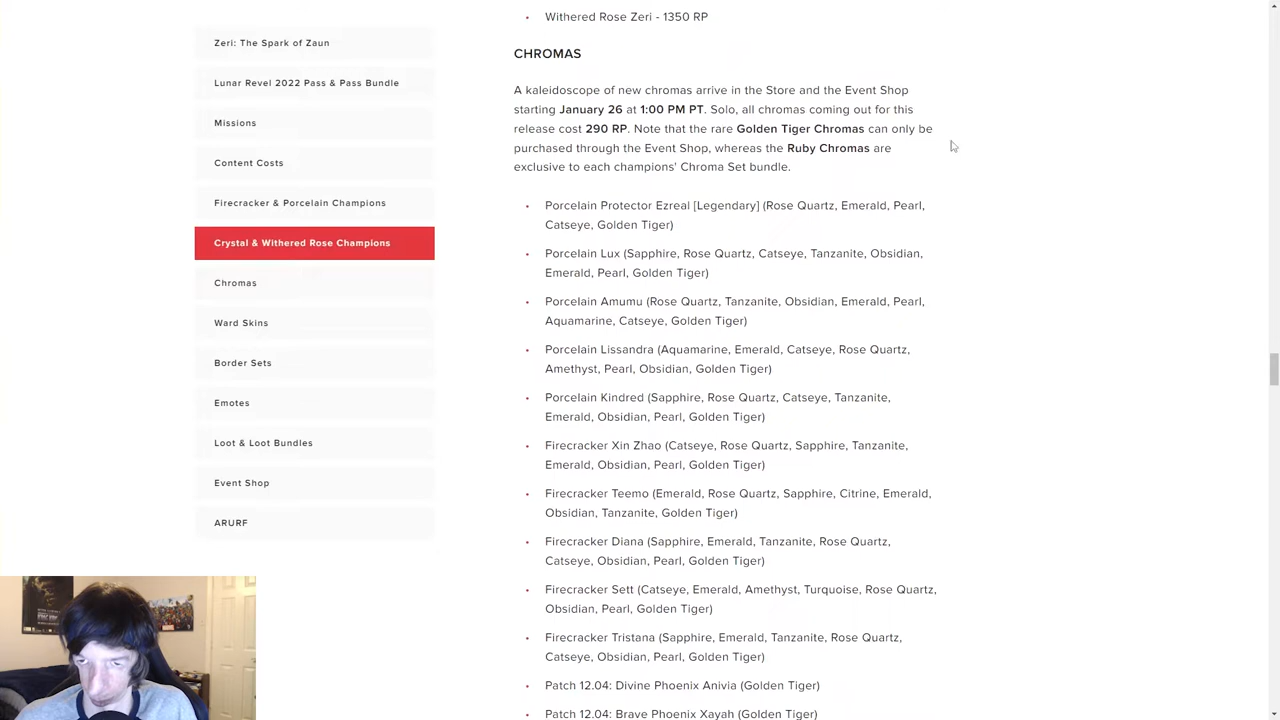 Withered Rose Zeri - 1350 RP
Zeri: The Spark of Zaun
Lunar Revel 2022 Pass & Pass Bundle
Missions
Content Costs
Firecracker & Porcelain Champions
Crystal & Withered Rose Champions
Chromas
Ward Skins
Border Sets
Emotes
Loot & Loot Bundles
Event Shop
ARURF
CHROMAS
A kaleidoscope of new chromas arrive in the Store and the Event Shop
starting January 26 at 1:00 PM PT. Solo, all chromas coming out for this
release cost 290 RP. Note that the rare Golden Tiger Chromas can only be
purchased through the Event Shop, whereas the Ruby Chromas are
exclusive to each champions' Chroma Set bundle.
Porcelain Protector Ezreal [Legendary] (Rose Quartz, Emerald, Pearl,
Catseye, Golden Tiger)
Porcelain Lux (Sapphire, Rose Quartz, Catseye, Tanzanite, Obsidian,
Emerald, Pearl, Golden Tiger)
Porcelain Amumu (Rose Quartz, Tanzanite, Obsidian, Emerald, Pearl,
Aquamarine, Catseye, Golden Tiger)
Porcelain Lissandra (Aquamarine, Emerald, Catseye, Rose Quartz,
Amethyst, Pearl, Obsidian, Golden Tiger)
Porcelain Kindred (Sapphire, Rose Quartz, Catseye, Tanzanite,
Emerald, Obsidian, Pearl, Golden Tiger)
Firecracker Xin Zhao (Catseye, Rose Quartz, Sapphire, Tanzanite,
Emerald, Obsidian, Pearl, Golden Tiger)
Firecracker Teemo (Emerald, Rose Quartz, Sapphire, Citrine, Emerald,
Obsidian, Tanzanite, Golden Tiger)
Firecracker Diana (Sapphire, Emerald, Tanzanite, Rose Quartz,
Catseye, Obsidian, Pearl, Golden Tiger)
Firecracker Sett (Catseye, Emerald, Amethyst, Turquoise, Rose Quartz,
Obsidian, Pearl, Golden Tiger)
Firecracker Tristana (Sapphire, Emerald, Tanzanite, Rose Quartz,
Catseye, Obsidian, Pearl, Golden Tiger)
Patch 12.04: Divine Phoenix Anivia (Golden Tiger)
Patch 12.04: Brave Phoenix Xayah (Golden Tiger)